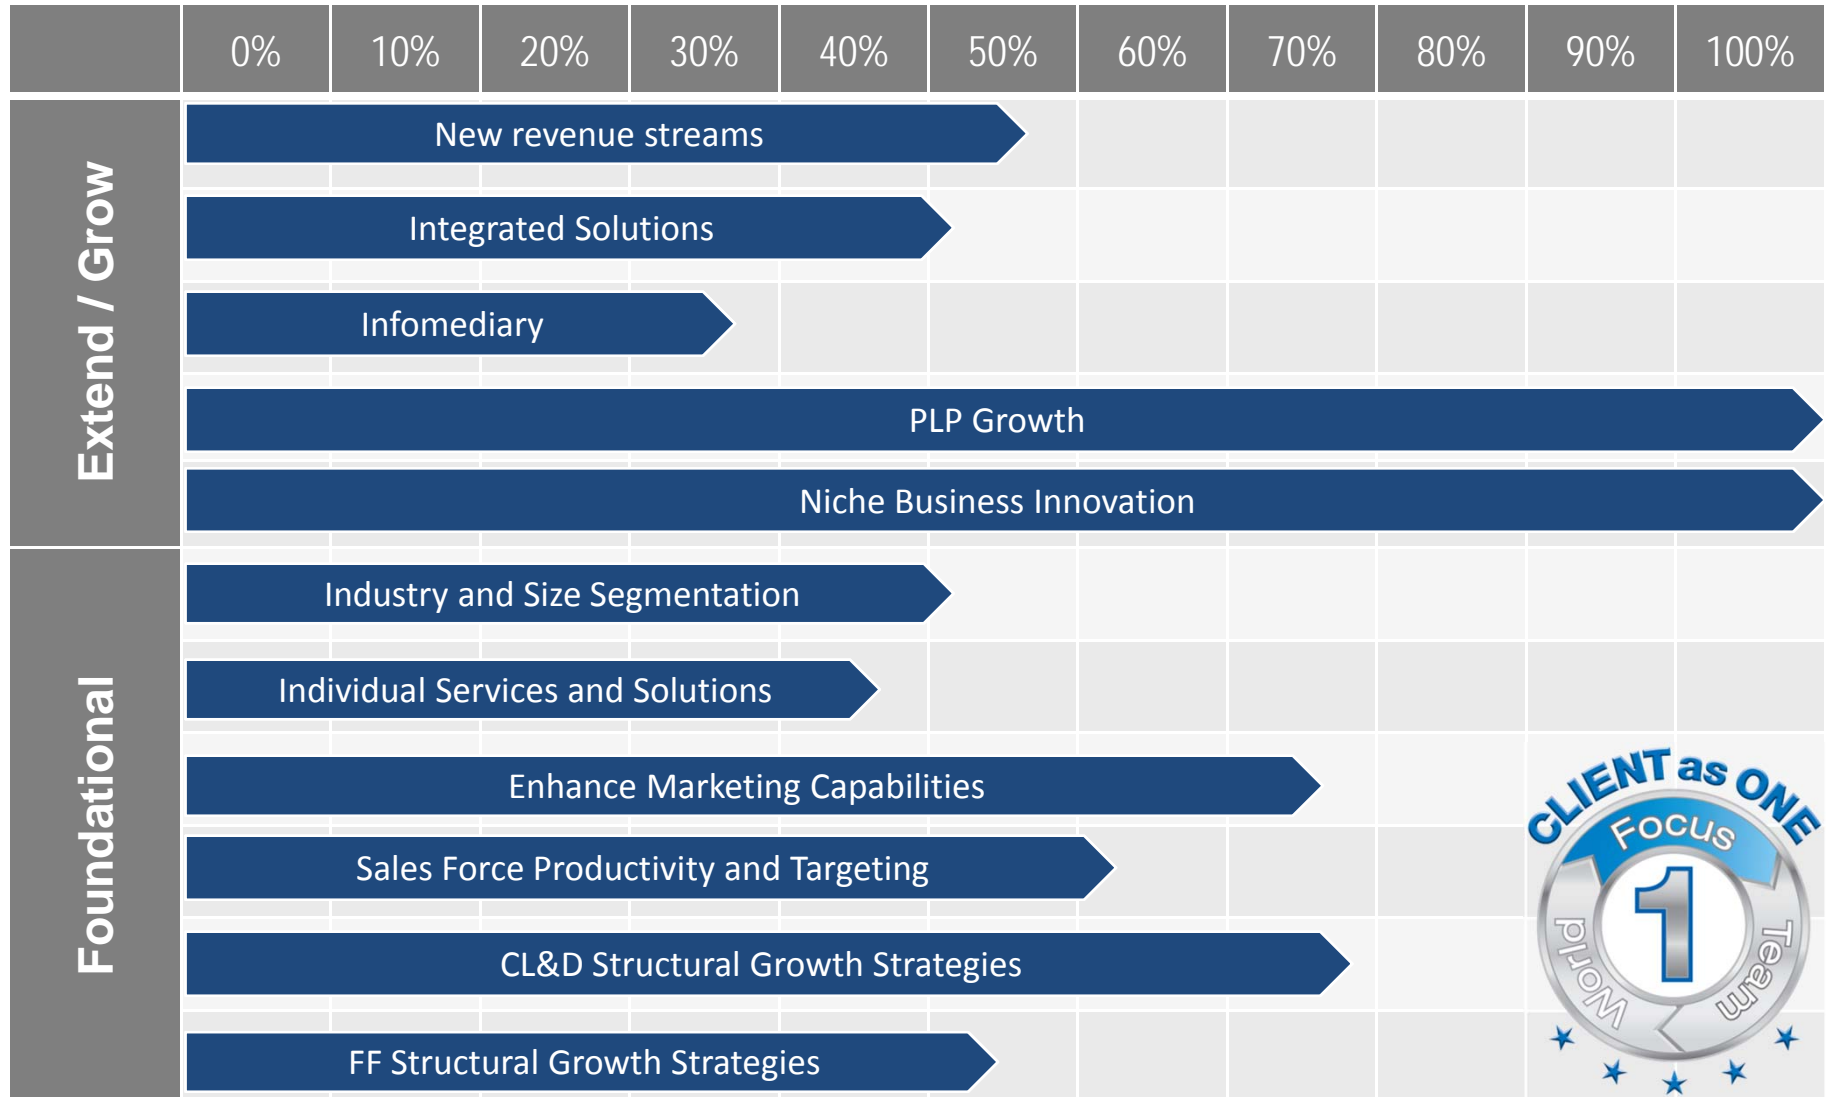 0% 10% 20% 30% 40% 50% 60% 70% 80% 90% 100%
Extend / Grow
New revenue streams
Integrated Solutions
Infomediary
PLP Growth
Niche Business Innovation
Foundational
Industry and Size Segmentation
Individual Services and Solutions
Enhance Marketing Capabilities
Sales Force Productivity and Targeting
CL&D Structural Growth Strategies
FF Structural Growth Strategies
CLIENT as ONE
Focus
1
World
Team